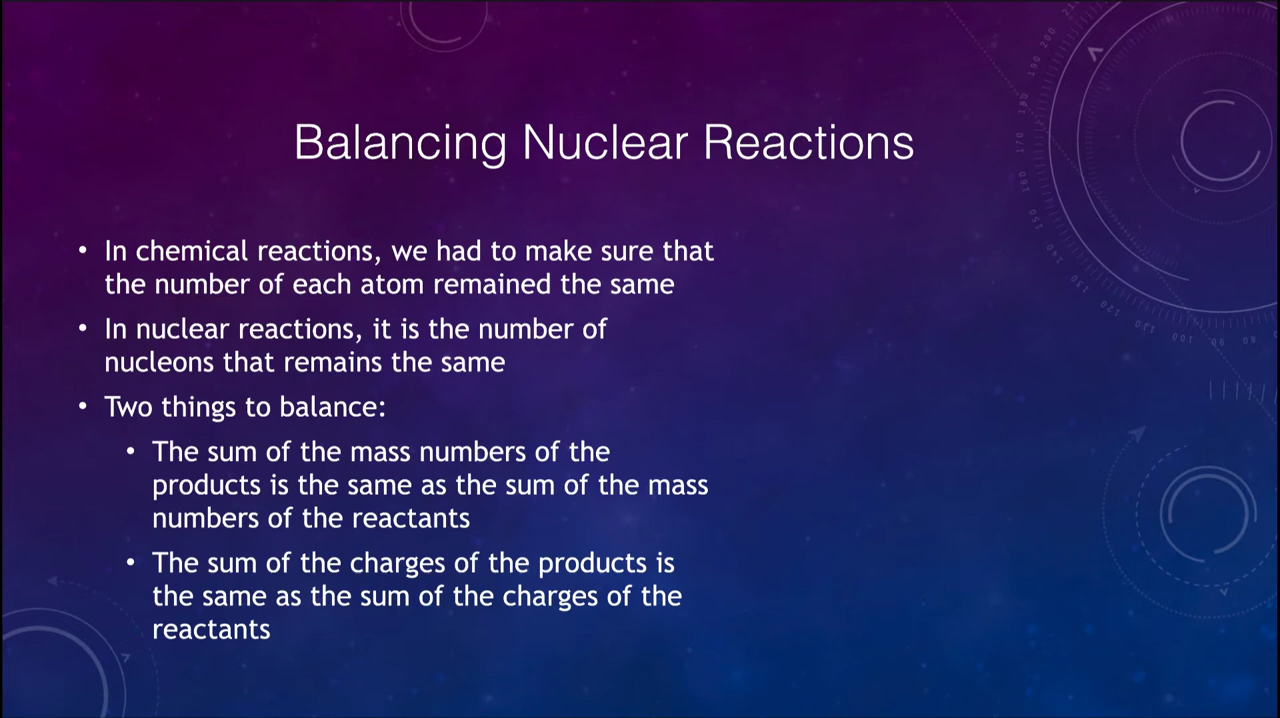 Balancing Nuclear Reactions
• In chemical reactions, we had to make sure that
the number of each atom remained the same
• In nuclear reactions, it is the number of
nucleons that remains the same
• Two things to balance:
• The sum of the mass numbers of the
products is the same as the sum of the mass
numbers of the reactants
• The sum of the charges of the products is
the same as the sum of the charges of the
reactants